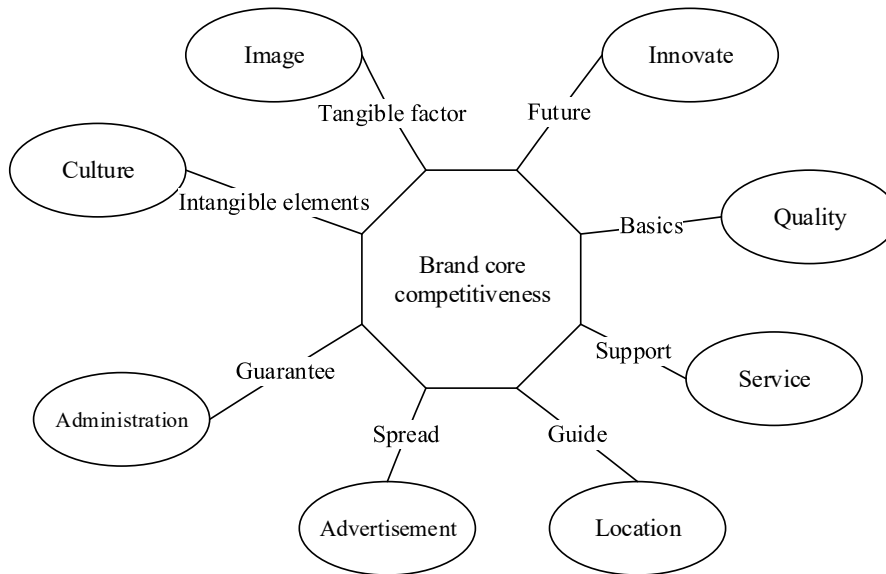 Image
Innovate
Tangible factor
Future
Culture
Intangible elements
Basics
Quality
Brand core
competitiveness
Support
Guarantee
Service
Administration
Spread
Guide
Advertisement
Location